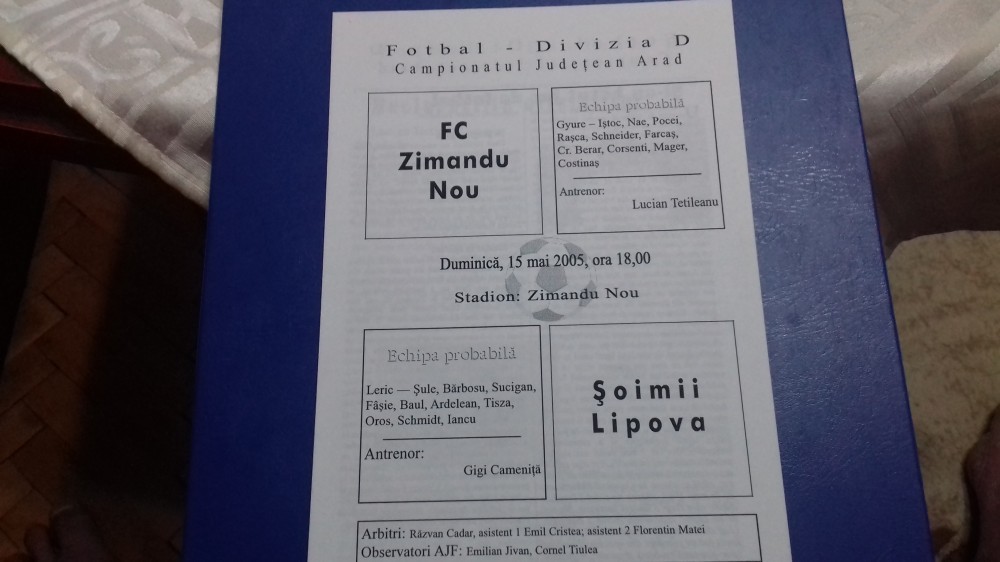 Fotbal - Divizia D
Campionatul Județean Arad
FC
Zimandu
Nou
Echipa probabilă
Gyure – Iștoc, Nae, Pocei,
Rașca, Schneider, Farcaș,
Cr. Berar, Corsenti, Mager,
Costinaș
Antrenor:
Lucian Tetileanu
Duminică, 15 mai 2005, ora 18,00
Stadion: Zimandu Nou
Echipa probabilă
Leric — Șule, Bărbosu, Sucigan,
Fâșie, Baul, Ardelean, Tisza,
Oros, Schmidt, Iancu
Antrenor:
Gigi Cameniță
Șoimii
Lipova
Arbitri: Răzvan Cadar, asistent 1 Emil Cristea; asistent 2 Florentin Matei
Observatori AJF: Emilian Jivan, Cornel Tiulea